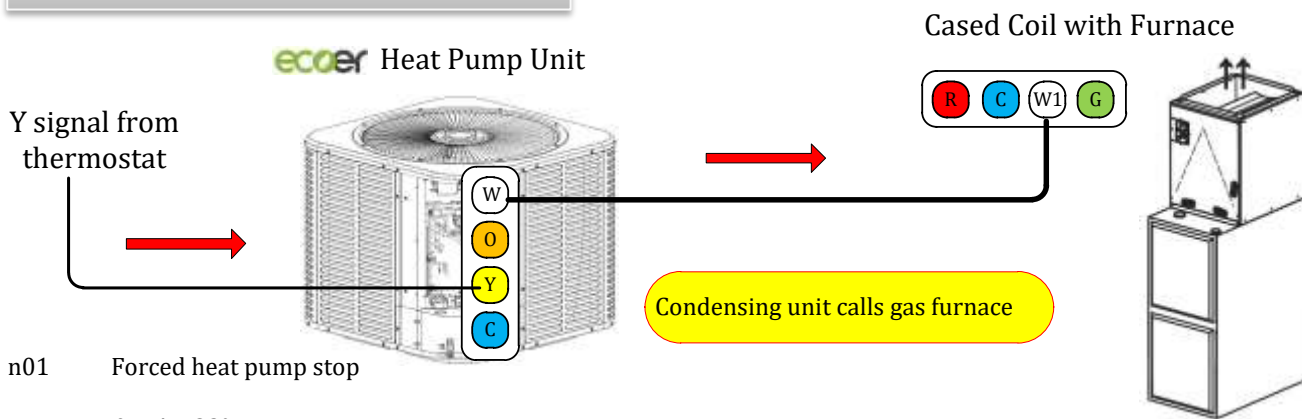 Cased Coil with Furnace
ecoer Heat Pump Unit
R C W1 G
Y signal from
thermostat
W
O
Y
C
Condensing unit calls gas furnace
n01 Forced heat pump stop